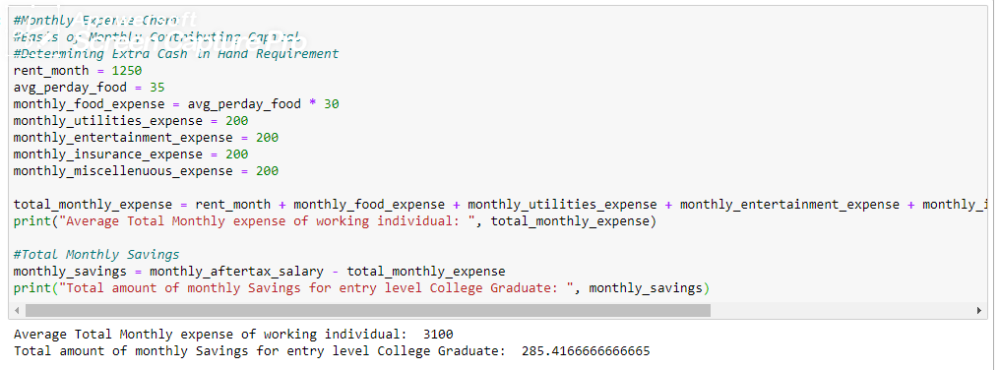 #Monthly Expense Chart
#Basis of Monthly Contributing Capital
#Determining Extra Cash in Hand Requirement
rent_month = 1250
avg_perday_food = 35
monthly_food_expense = avg_perday_food * 30
monthly_utilities_expense = 200
monthly_entertainment_expense = 200
monthly_insurance_expense = 200
monthly_miscellenuous_expense = 200
total_monthly_expense = rent_month + monthly_food_expense + monthly_utilities_expense + monthly_entertainment_expense + monthly_i
print("Average Total Monthly expense of working individual: ", total_monthly_expense)
#Total Monthly Savings
monthly_savings = monthly_aftertax_salary - total_monthly_expense
print("Total amount of monthly Savings for entry level College Graduate: ", monthly_savings)
Average Total Monthly expense of working individual:  3100
Total amount of monthly Savings for entry level College Graduate:  285.4166666666665